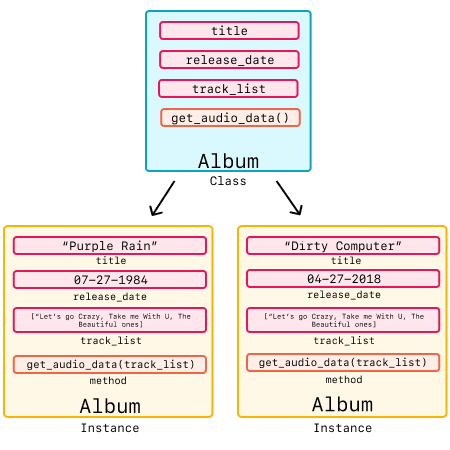 title
release_date
track_list
get_audio_data()
Album
Class
“Purple Rain”
title
07-27-1984
release_date
[“Let’s go Crazy, Take me With U, The
Beautiful ones]
track_list
get_audio_data(track_list)
method
Album
Instance
“Dirty Computer”
title
04-27-2018
release_date
[“Let’s go Crazy, Take me With U, The
Beautiful ones]
track_list
get_audio_data(track_list)
method
Album
Instance